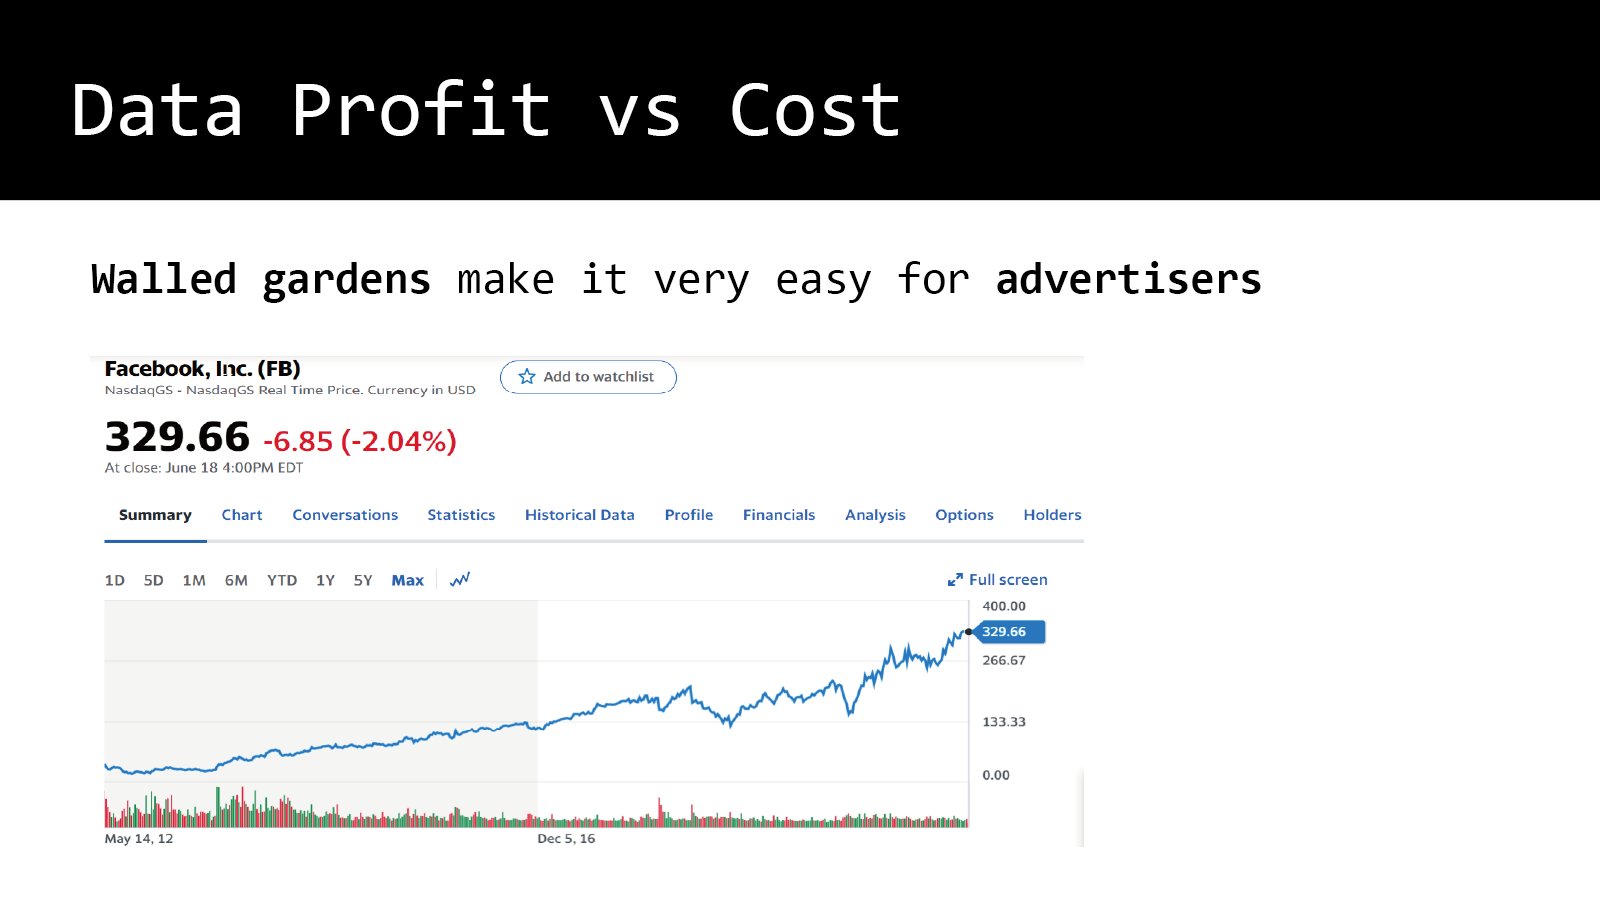 Data Profit vs Cost
Walled gardens make it very easy for advertisers
Facebook, Inc. (FB)
Add to watchlist
NasdaqGS - NasdaqGS Real Time Price. Currency in USD
329.66 -6.85 (-2.04%)
At close: June 18 4:00PM EDT
Summary Chart Conversations Statistics Historical Data Profile Financials Analysis Options Holders
1D 5D 1M 6M YTD 1Y 5Y Max Full screen
400.00
329.66
266.67
133.33
0.00
May 14, 12 Dec 5, 16